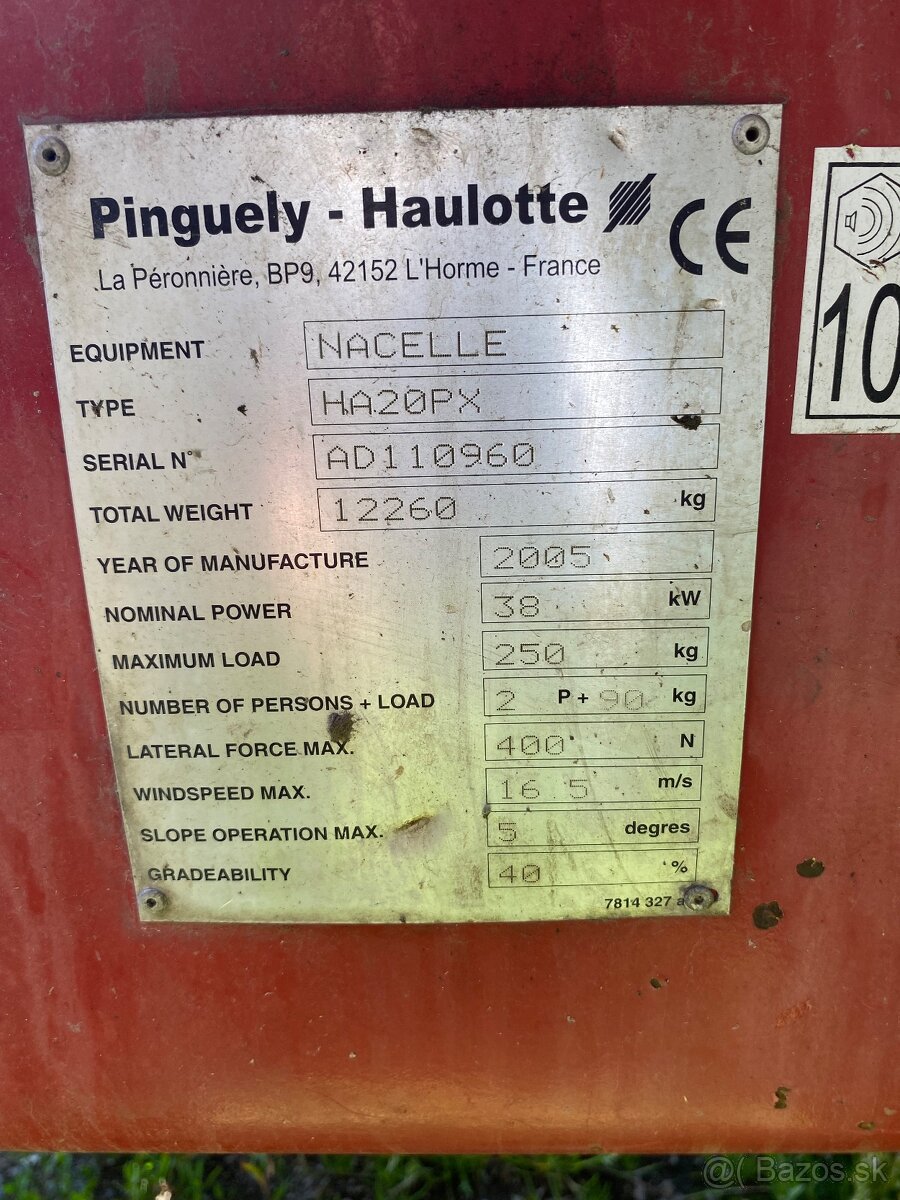 Pinguely - Haulotte CE
La Péronnière, BP9, 42152 L'Horme - France
EQUIPMENT NACELLE
TYPE HA20PX
SERIAL N° AD110960
TOTAL WEIGHT 12260 kg
YEAR OF MANUFACTURE 2005
NOMINAL POWER 38 kW
MAXIMUM LOAD 250 kg
NUMBER OF PERSONS + LOAD 2 P + 90 kg
LATERAL FORCE MAX. 400 N
WINDSPEED MAX. 16 5 m/s
SLOPE OPERATION MAX. 5 degres
GRADEABILITY 40 %
7814 327 a
10
@( Bazos.sk